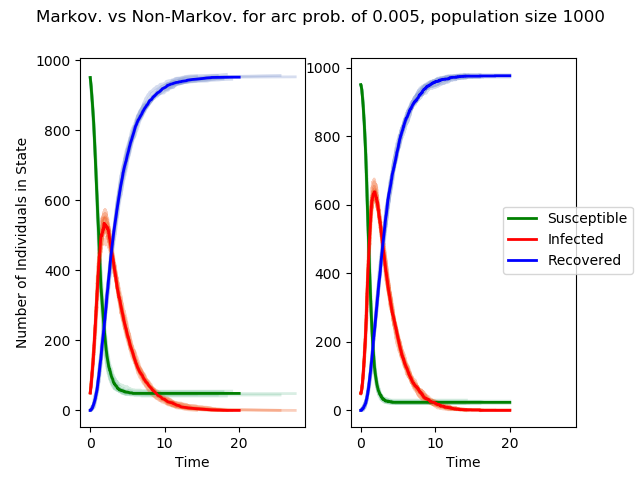 Markov. vs Non-Markov. for arc prob. of 0.005, population size 1000
Number of Individuals in State
1000
800
600
400
200
0
0
10
20
Time
1000
800
600
400
200
0
0
10
20
Time
Susceptible
Infected
Recovered